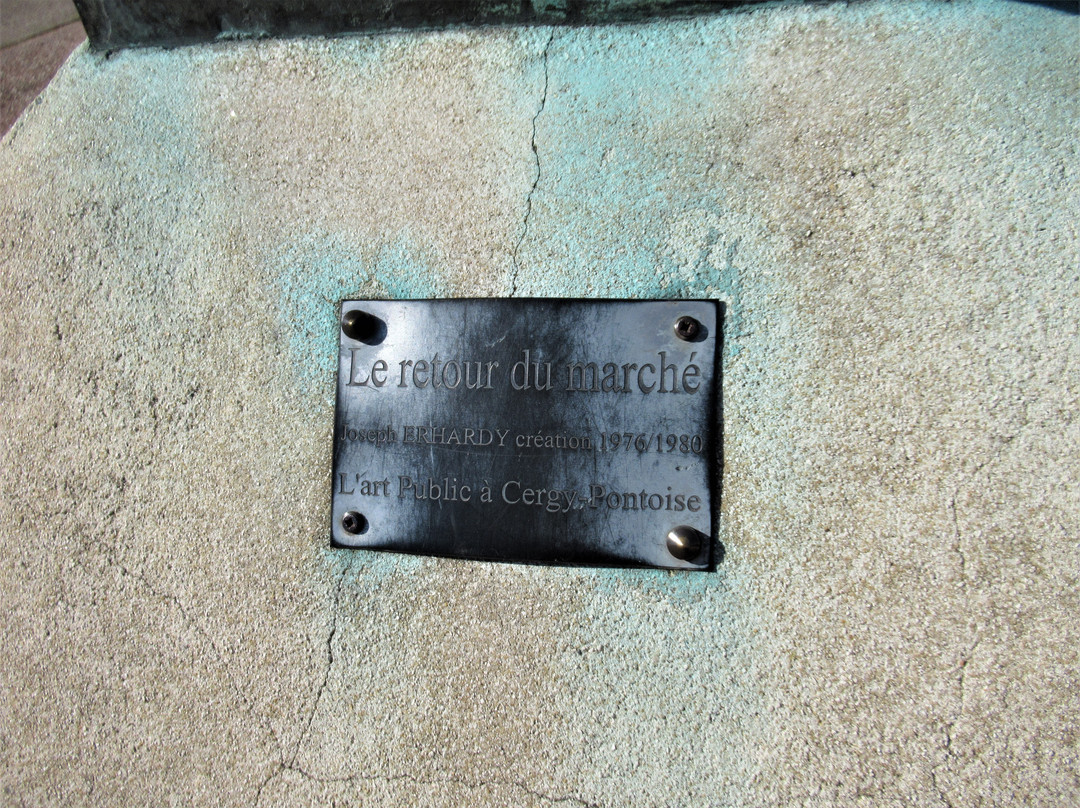 Le retour du marché
Joseph ERHARDY création 1976/1980
L'art Public à Cergy-Pontoise